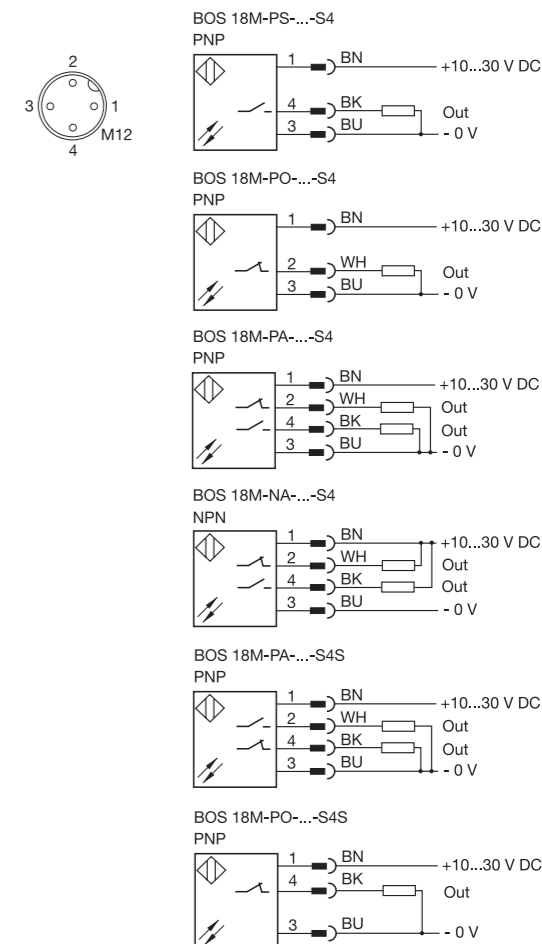 2
3
1
M12
4
BOS 18M-PS-...-S4
PNP
1 BN +10...30 V DC
4 BK Out
3 BU - 0 V
BOS 18M-PO-...-S4
PNP
1 BN +10...30 V DC
2 WH Out
3 BU - 0 V
BOS 18M-PA-...-S4
PNP
1 BN +10...30 V DC
2 WH Out
4 BK Out
3 BU - 0 V
BOS 18M-NA-...-S4
NPN
1 BN +10...30 V DC
2 WH Out
4 BK Out
3 BU - 0 V
BOS 18M-PA-...-S4S
PNP
1 BN +10...30 V DC
2 WH Out
4 BK Out
3 BU - 0 V
BOS 18M-PO-...-S4S
PNP
1 BN +10...30 V DC
4 BK Out
3 BU - 0 V